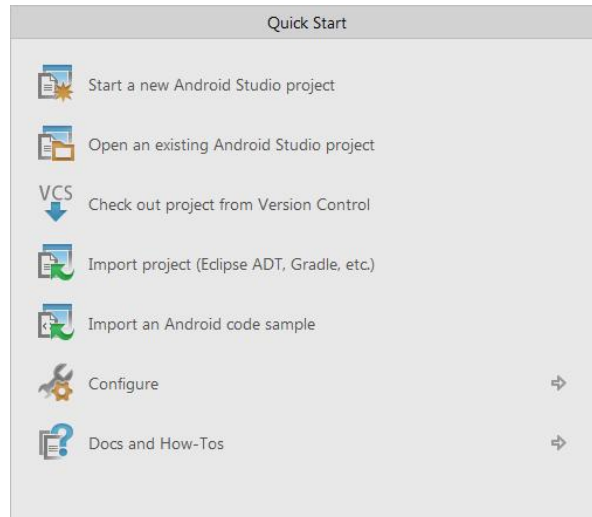 Quick Start
Start a new Android Studio project
Open an existing Android Studio project
VCS
Check out project from Version Control
Import project (Eclipse ADT, Gradle, etc.)
Import an Android code sample
Configure
Docs and How-Tos